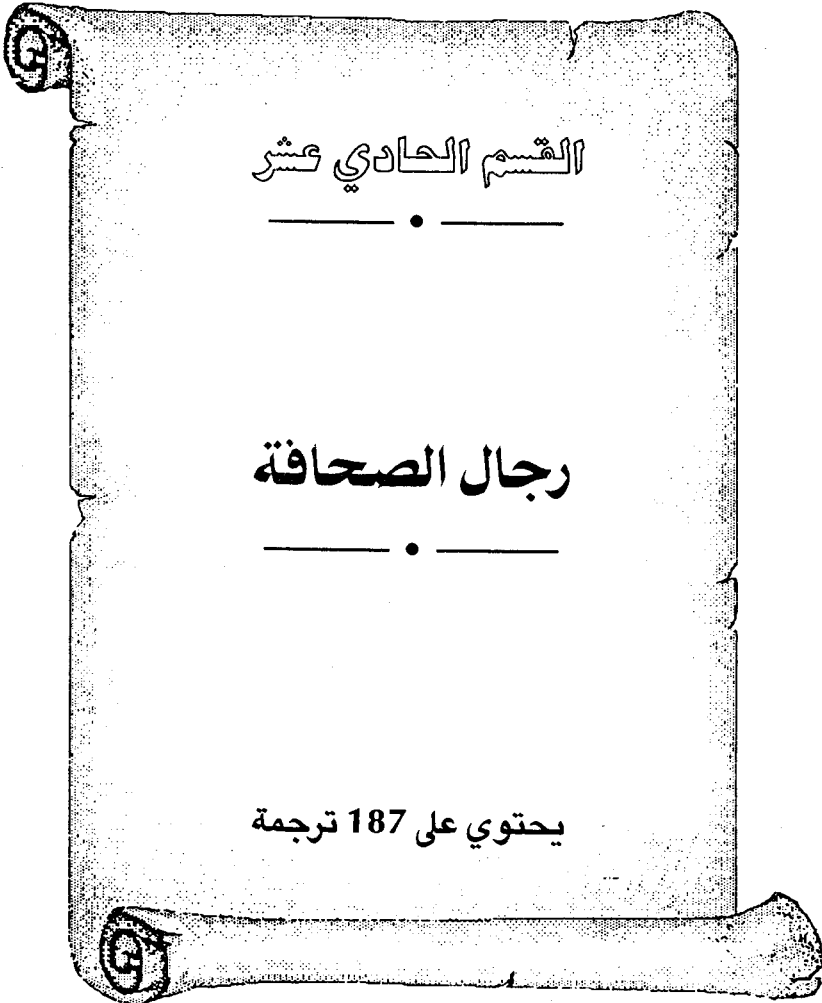 القسم الحادي عشر
رجال الصحافة
يحتوي على 187 ترجمة